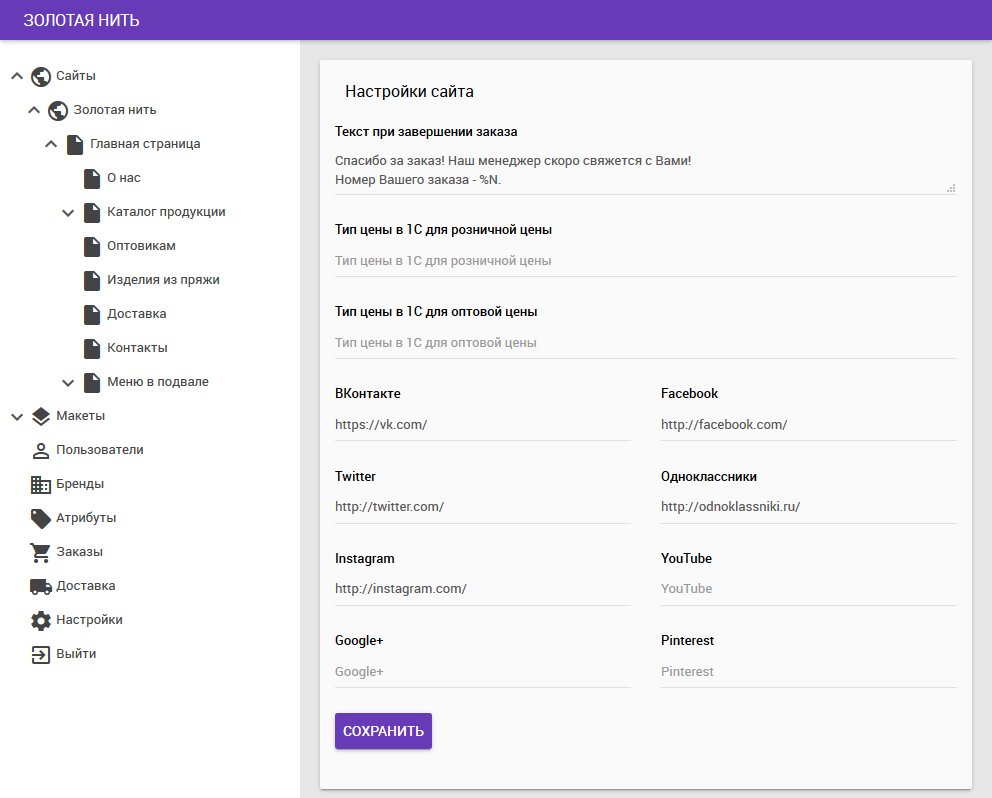 ЗОЛОТАЯ НИТЬ
Сайты
Золотая нить
Главная страница
О нас
Каталог продукции
Оптовикам
Изделия из пряжи
Доставка
Контакты
Меню в подвале
Макеты
Пользователи
Бренды
Атрибуты
Заказы
Доставка
Настройки
Выйти
Настройки сайта
Текст при завершении заказа
Спасибо за заказ! Наш менеджер скоро свяжется с Вами!
Номер Вашего заказа - %N.
Тип цены в 1С для розничной цены
Тип цены в 1С для розничной цены
Тип цены в 1С для оптовой цены
Тип цены в 1С для оптовой цены
ВКонтакте
https://vk.com/
Facebook
http://facebook.com/
Twitter
http://twitter.com/
Одноклассники
http://odnoklassniki.ru/
Instagram
http://instagram.com/
YouTube
YouTube
Google+
Google+
Pinterest
Pinterest
СОХРАНИТЬ